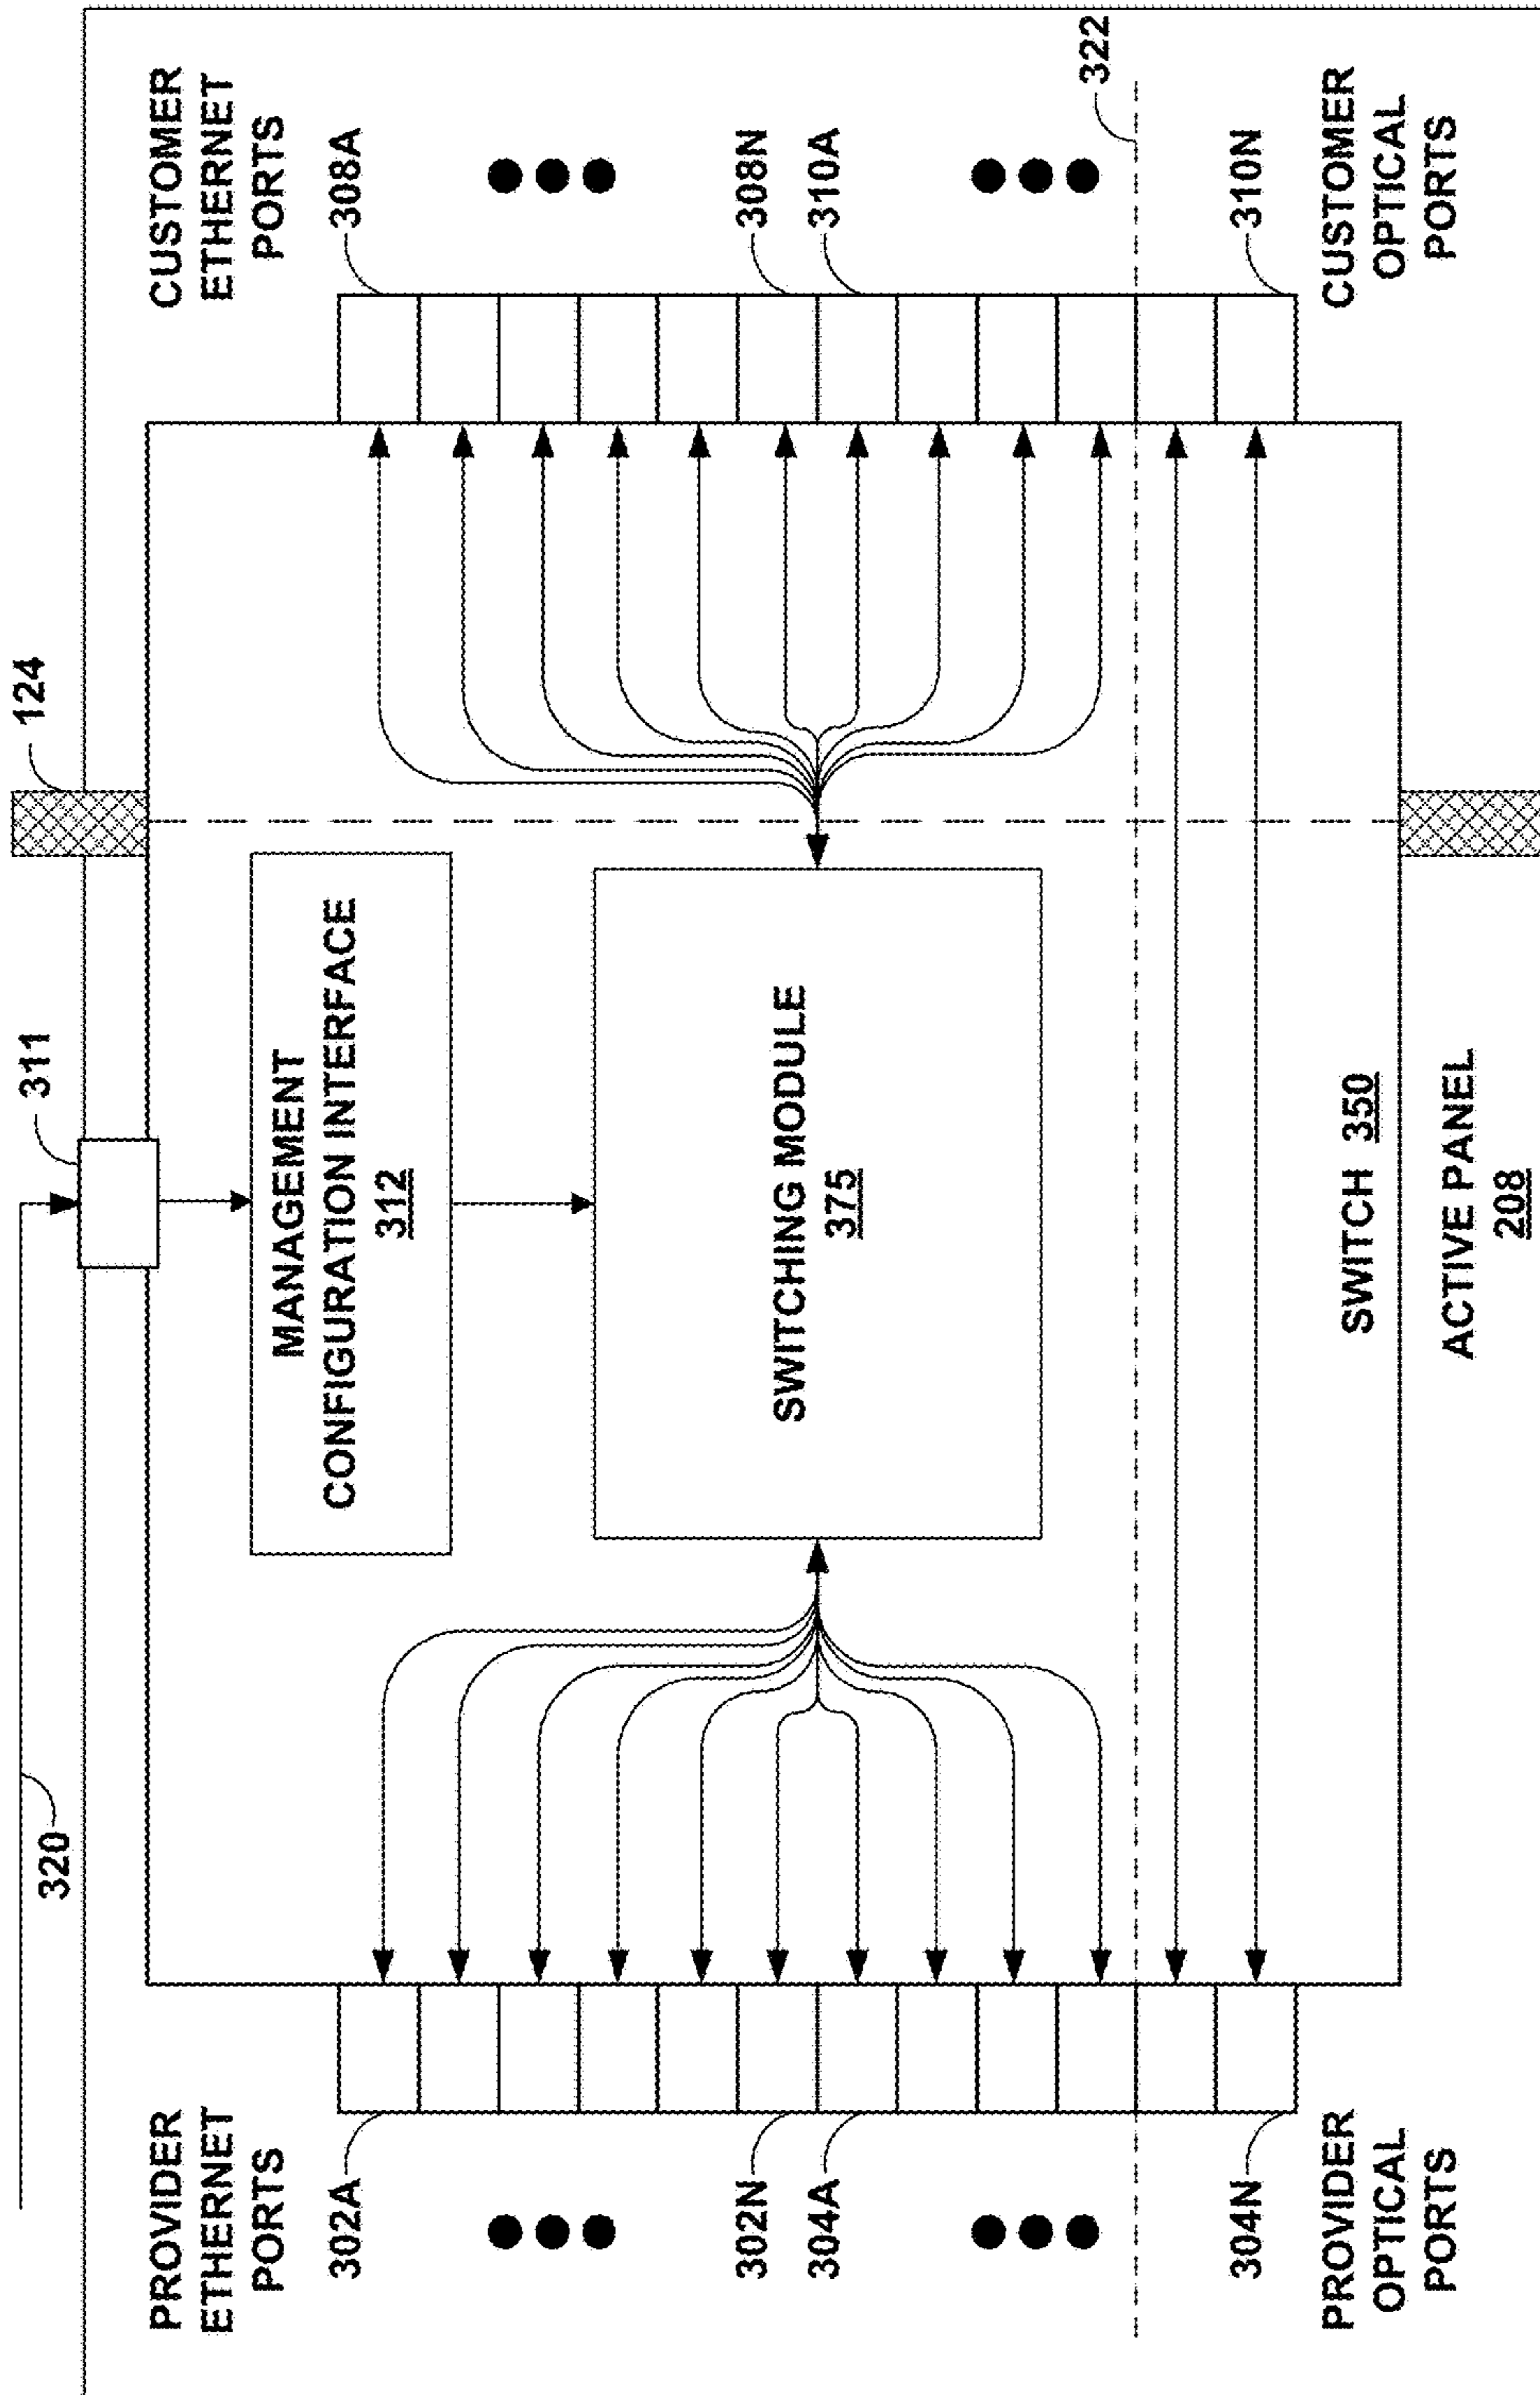 320
311
124
PROVIDER
ETHERNET
PORTS
CUSTOMER
ETHERNET
PORTS
302A
308A
MANAGEMENT
CONFIGURATION INTERFACE
312
302N
304A
308N
310A
SWITCHING MODULE
375
322
304N
310N
PROVIDER
OPTICAL
PORTS
SWITCH 350
CUSTOMER
OPTICAL
PORTS
ACTIVE PANEL
208